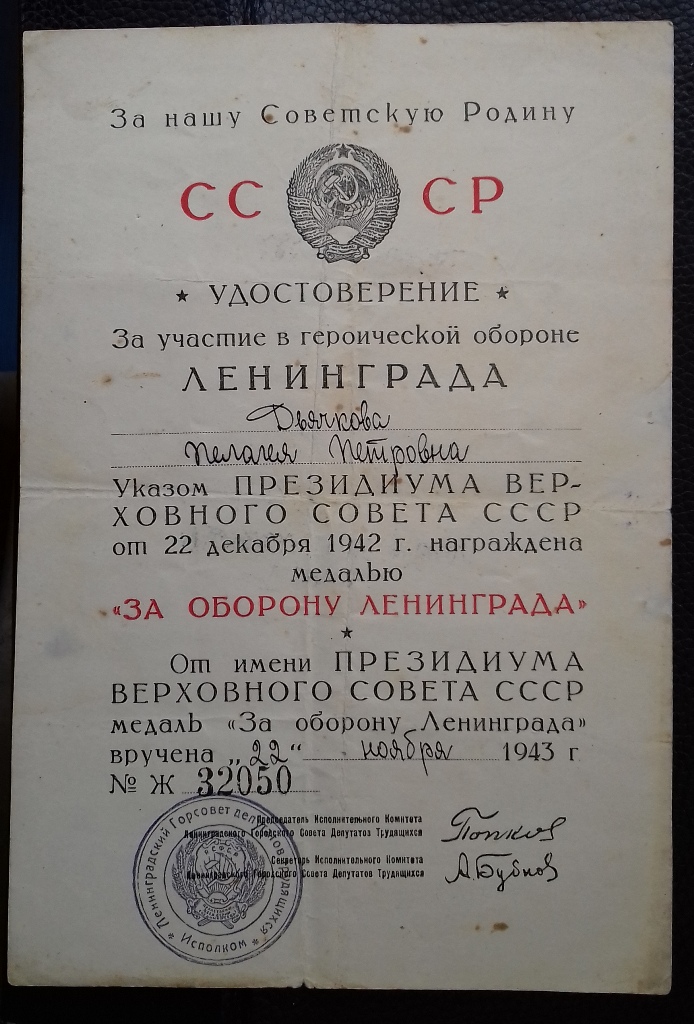 За нашу Советскую Родину
СС СР
★ УДОСТОВЕРЕНИЕ ★
За участие в героической обороне
ЛЕНИНГРАДА
Дьячкова
Пелагея Петровна
Указом ПРЕЗИДИУМА ВЕР-
ХОВНОГО СОВЕТА СССР
от 22 декабря 1942 г. награждена
медалью
«ЗА ОБОРОНУ ЛЕНИНГРАДА»
★
От имени ПРЕЗИДИУМА
ВЕРХОВНОГО СОВЕТА СССР
медаль «За оборону Ленинграда»
вручена „22“ ноября 1943 г
№ Ж 32050
Председатель Исполнительного Комитета
Ленинградского Городского Совета Депутатов Трудящихся
Попков
Секретарь Исполнительного Комитета
Ленинградского Городского Совета Депутатов Трудящихся
А.Бубнов
Ленинградский Горсовет депутатов трудящихся
★ Исполком ★
РСФСР